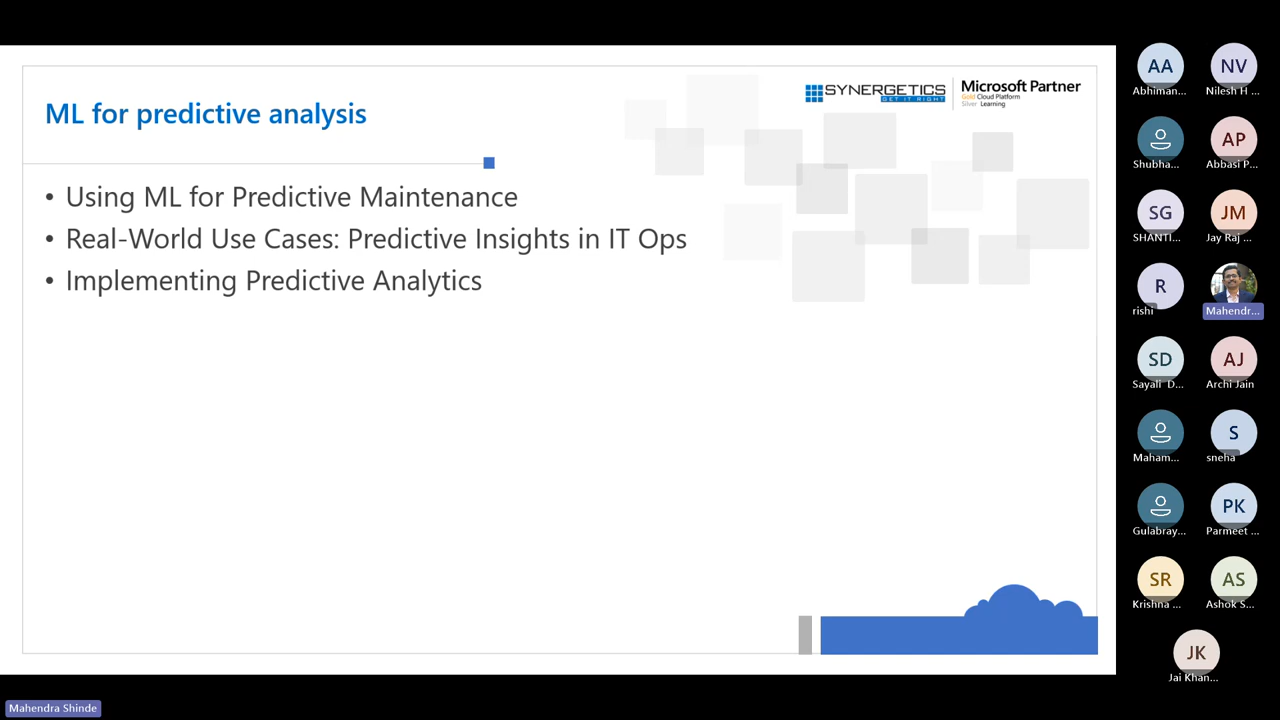 ML for predictive analysis
SYNERGETICS
GET IT RIGHT
Microsoft Partner
Gold Cloud Platform
Silver Learning
• Using ML for Predictive Maintenance
• Real-World Use Cases: Predictive Insights in IT Ops
• Implementing Predictive Analytics
AA
Abhiman...
NV
Nilesh H ...
Shubha...
AP
Abbasi P...
SG
SHANTI...
JM
Jay Raj ...
R
rishi
Mahendr...
SD
Sayali D...
AJ
Archi Jain
Maham...
S
sneha
Gulabray...
PK
Parmeet ...
SR
Krishna ...
AS
Ashok S...
JK
Jai Khan...
Mahendra Shinde